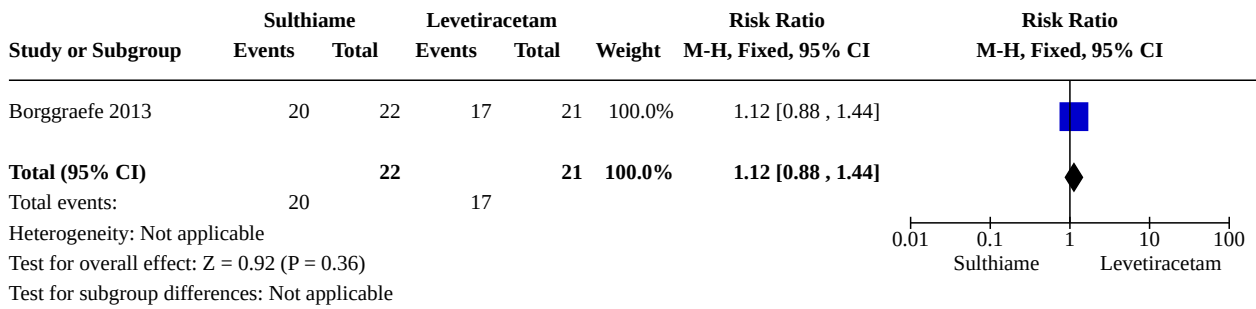 Sulthiame Levetiracetam Risk Ratio Risk Ratio
Study or Subgroup Events Total Events Total Weight M-H, Fixed, 95% CI M-H, Fixed, 95% CI
Borggraefe 2013 20 22 17 21 100.0% 1.12 [0.88 , 1.44]
Total (95% CI) 22 21 100.0% 1.12 [0.88 , 1.44]
Total events: 20 17
Heterogeneity: Not applicable
0.01 0.1 1 10 100
Test for overall effect: Z = 0.92 (P = 0.36)
Sulthiame Levetiracetam
Test for subgroup differences: Not applicable